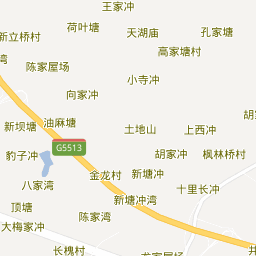 王家冲
荷叶塘
天湖庙
孔家塘
新立桥村
高家塘村
湾
陈家屋场
小寺冲
向家冲
油麻塘
新坝塘
土地山
上西冲
G5513
豹子冲
胡家冲
枫林桥村
金龙村
新塘冲
八家湾
十里长冲
新塘冲湾
顶塘
陈家湾
大梅家冲
长槐村